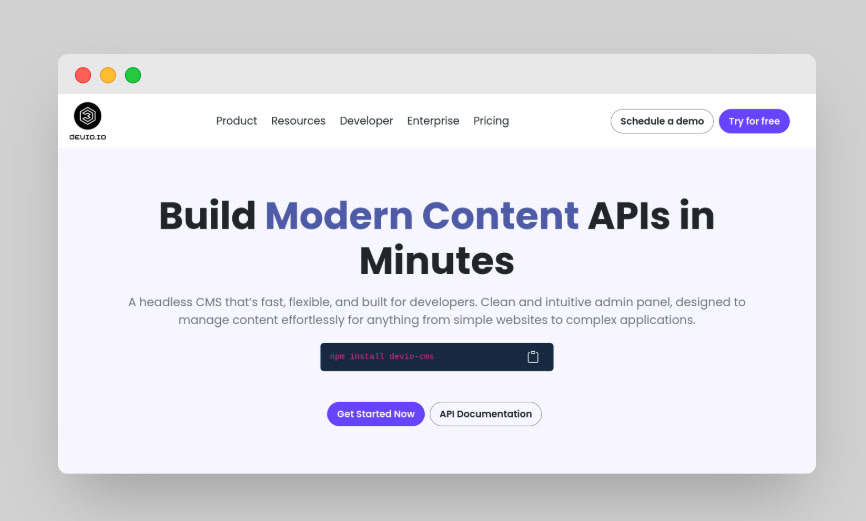 DEVIO.IO
Product Resources Developer Enterprise Pricing
Schedule a demo
Try for free
Build Modern Content APIs in
Minutes
A headless CMS that's fast, flexible, and built for developers. Clean and intuitive admin panel, designed to
manage content effortlessly for anything from simple websites to complex applications.
npm install devio-cms
Get Started Now
API Documentation